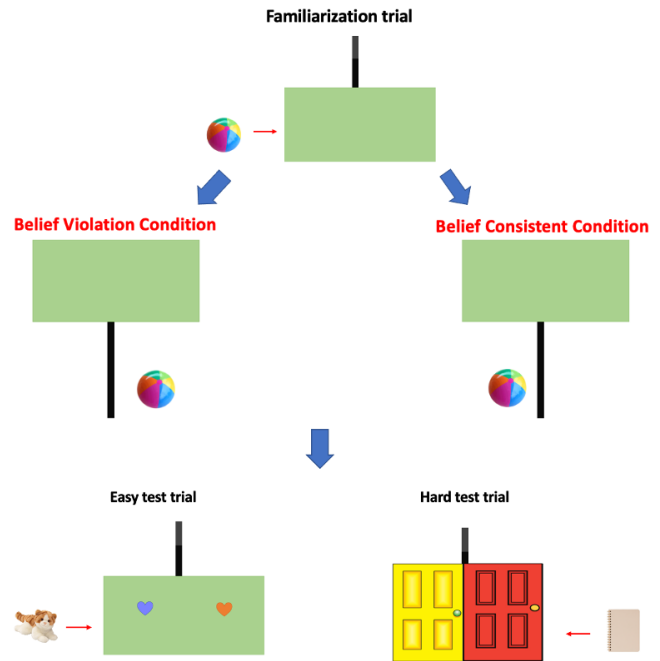 Familiarization trial
Belief Violation Condition
Belief Consistent Condition
Easy test trial
Hard test trial